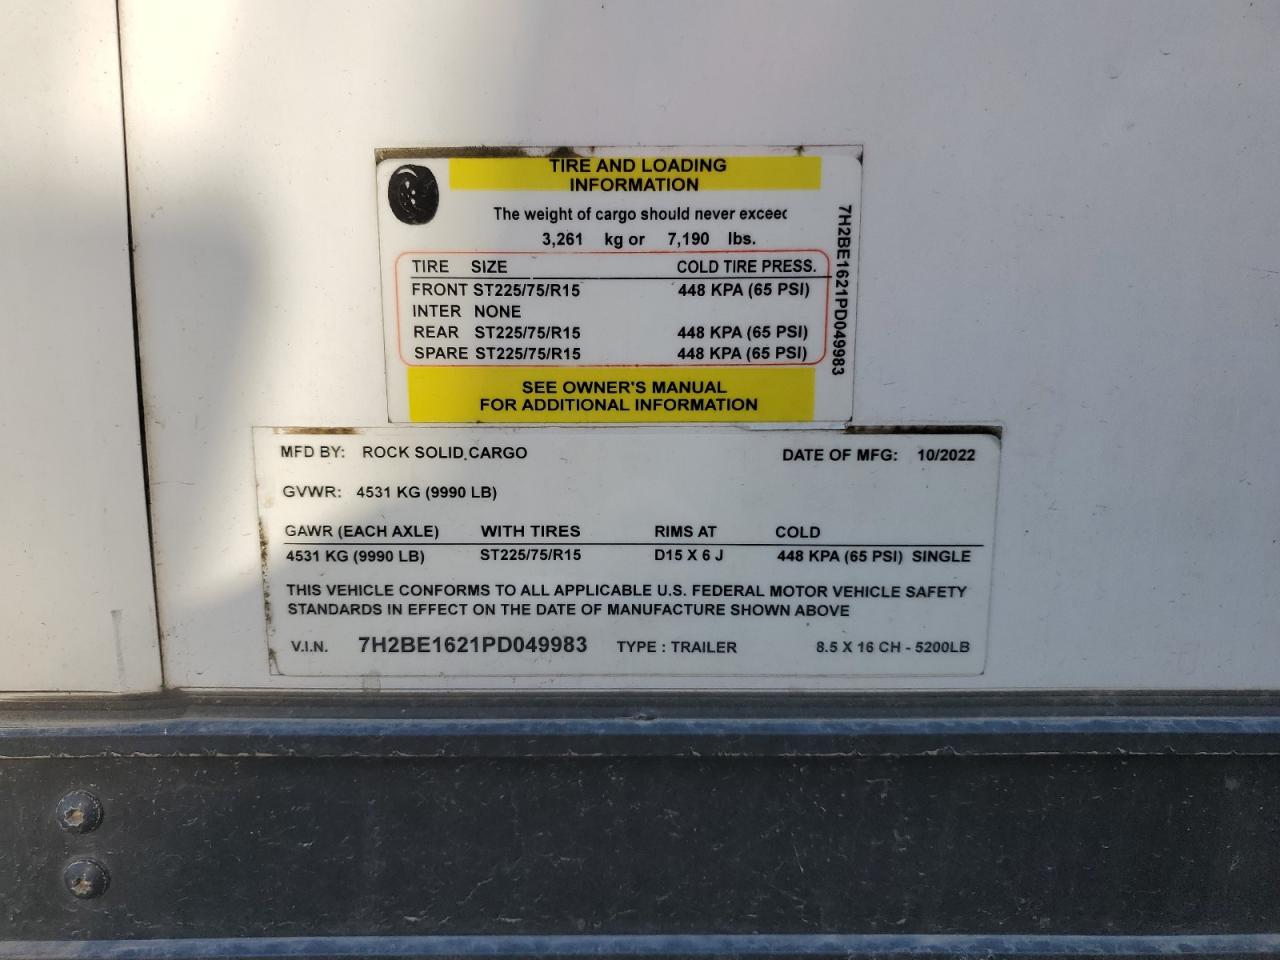 TIRE AND LOADING
INFORMATION
The weight of cargo should never exceed
3,261 kg or 7,190 lbs.
TIRE SIZE COLD TIRE PRESS.
FRONT ST225/75/R15 448 KPA (65 PSI)
INTER NONE
REAR ST225/75/R15 448 KPA (65 PSI)
SPARE ST225/75/R15 448 KPA (65 PSI)
7H2BE1621PD049983
SEE OWNER'S MANUAL
FOR ADDITIONAL INFORMATION
MFD BY: ROCK SOLID CARGO DATE OF MFG: 10/2022
GVWR: 4531 KG (9990 LB)
GAWR (EACH AXLE) WITH TIRES RIMS AT COLD
4531 KG (9990 LB) ST225/75/R15 D15 X 6 J 448 KPA (65 PSI) SINGLE
THIS VEHICLE CONFORMS TO ALL APPLICABLE U.S. FEDERAL MOTOR VEHICLE SAFETY
STANDARDS IN EFFECT ON THE DATE OF MANUFACTURE SHOWN ABOVE
V.I.N. 7H2BE1621PD049983 TYPE : TRAILER 8.5 X 16 CH - 5200LB